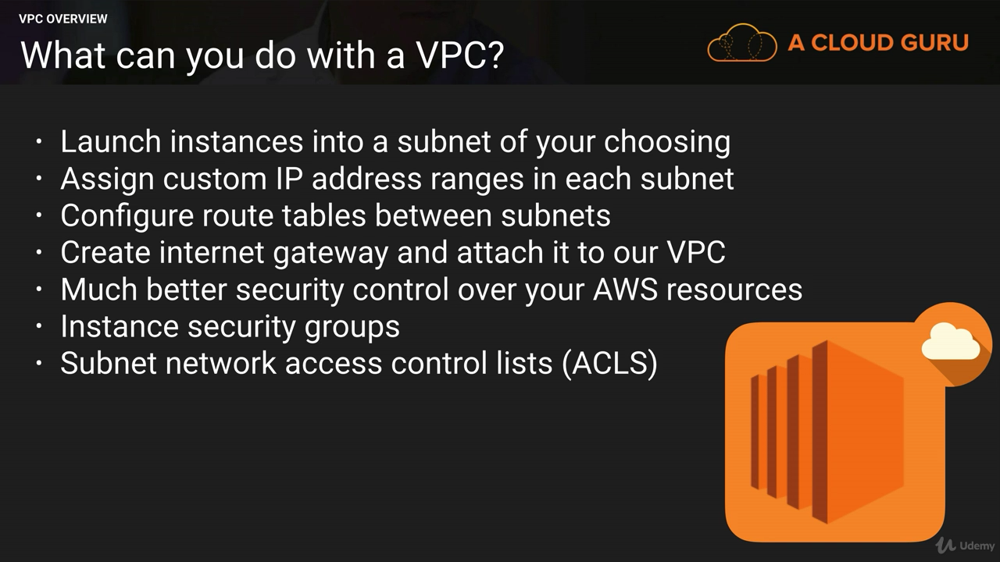 VPC OVERVIEW
What can you do with a VPC?
A CLOUD GURU
• Launch instances into a subnet of your choosing
• Assign custom IP address ranges in each subnet
• Configure route tables between subnets
• Create internet gateway and attach it to our VPC
• Much better security control over your AWS resources
• Instance security groups
• Subnet network access control lists (ACLS)
Udemy